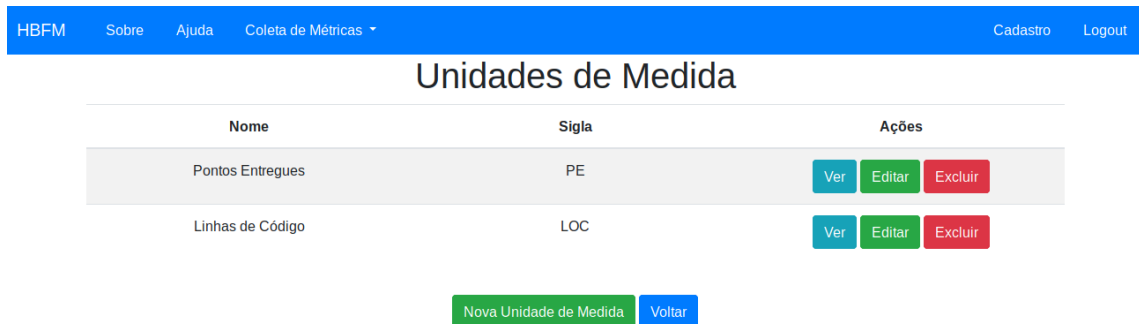 HBFM Sobre Ajuda Coleta de Métricas Cadastro Logout
Unidades de Medida
Nome Sigla Ações
Pontos Entregues PE Ver Editar Excluir
Linhas de Código LOC Ver Editar Excluir
Nova Unidade de Medida Voltar